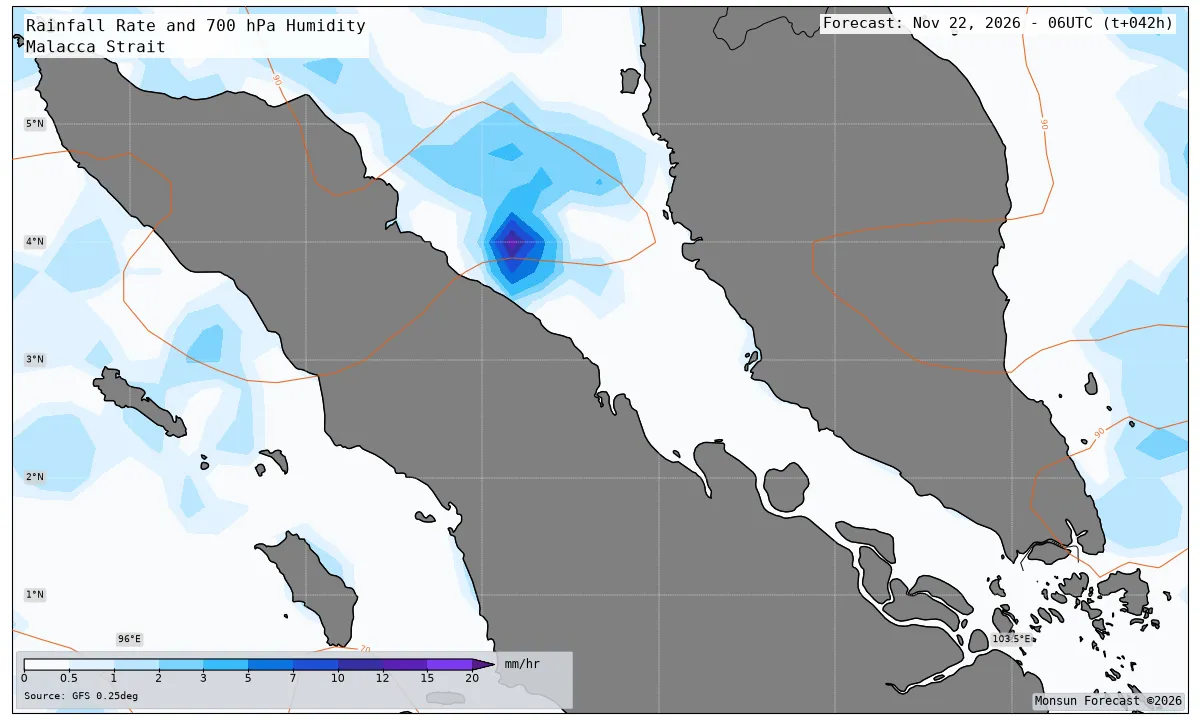 Rainfall Rate and 700 hPa Humidity
Malacca Strait
Forecast: Nov 22, 2026 - 06UTC (t+042h)
90
90
5°N
4°N
3°N
90
2°N
1°N
96°E
103.5°E
70
0 0.5 1 2 3 5 7 10 12 15 20
mm/hr
Source: GFS 0.25deg
Monsun Forecast ©2026